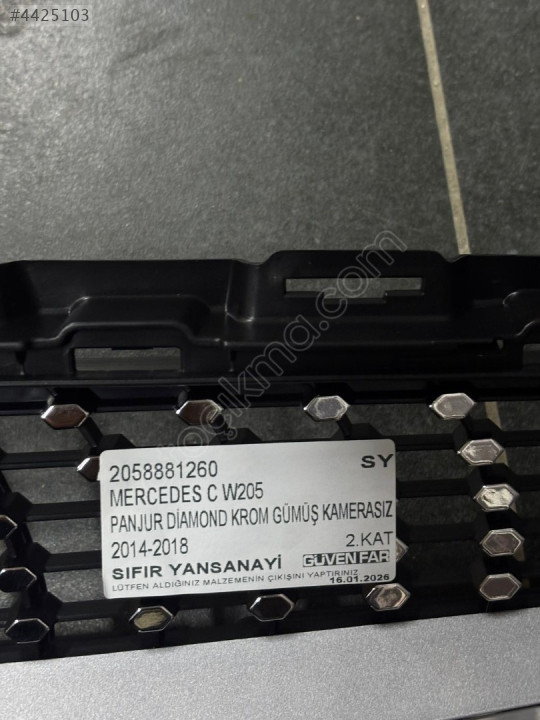 #4425103
2058881260
SY
MERCEDES C W205
PANJUR DİAMOND KROM GÜMÜŞ KAMERASIZ
2014-2018
2.KAT
SIFIR YANSANAYİ
GÜVEN FAR
LÜTFEN ALDIĞINIZ MALZEMENİN ÇIKIŞINI YAPTIRINIZ
16.01.2026